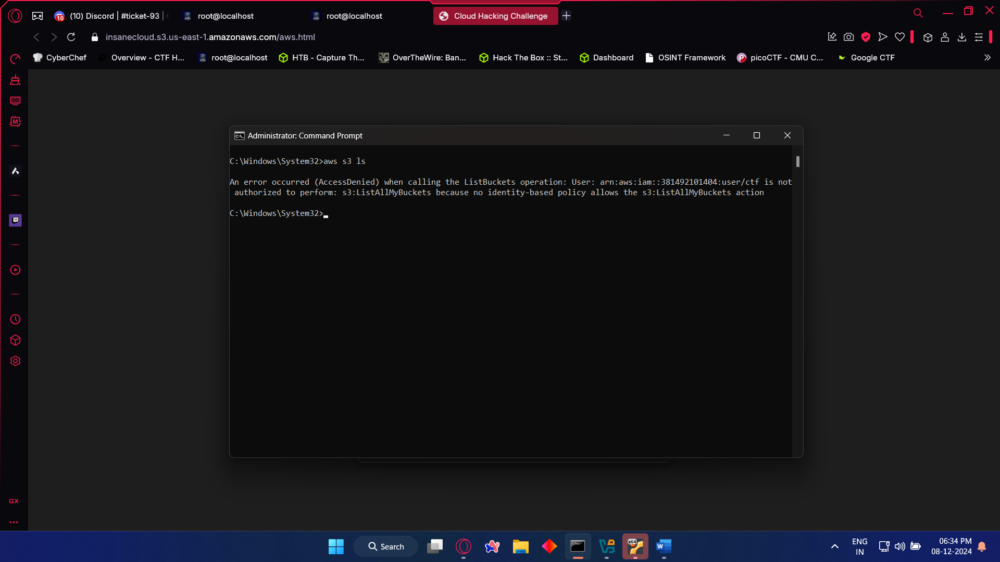 (10) Discord | #ticket-93 |
root@localhost
root@localhost
Cloud Hacking Challenge
10
insanecloud.s3.us-east-1.amazonaws.com/aws.html
CyberChef
Overview - CTF H...
root@localhost
HTB - Capture Th...
OverTheWire: Ban...
Hack The Box :: St...
Dashboard
OSINT Framework
picoCTF - CMU C...
Google CTF
M
Administrator: Command Prompt
C:\Windows\System32>aws s3 ls
An error occurred (AccessDenied) when calling the ListBuckets operation: User: arn:aws:iam::381492101404:user/ctf is not
authorized to perform: s3:ListAllMyBuckets because no identity-based policy allows the s3:ListAllMyBuckets action
C:\Windows\System32>
GX
Search
x64
W
ENG
IN
06:34 PM
08-12-2024